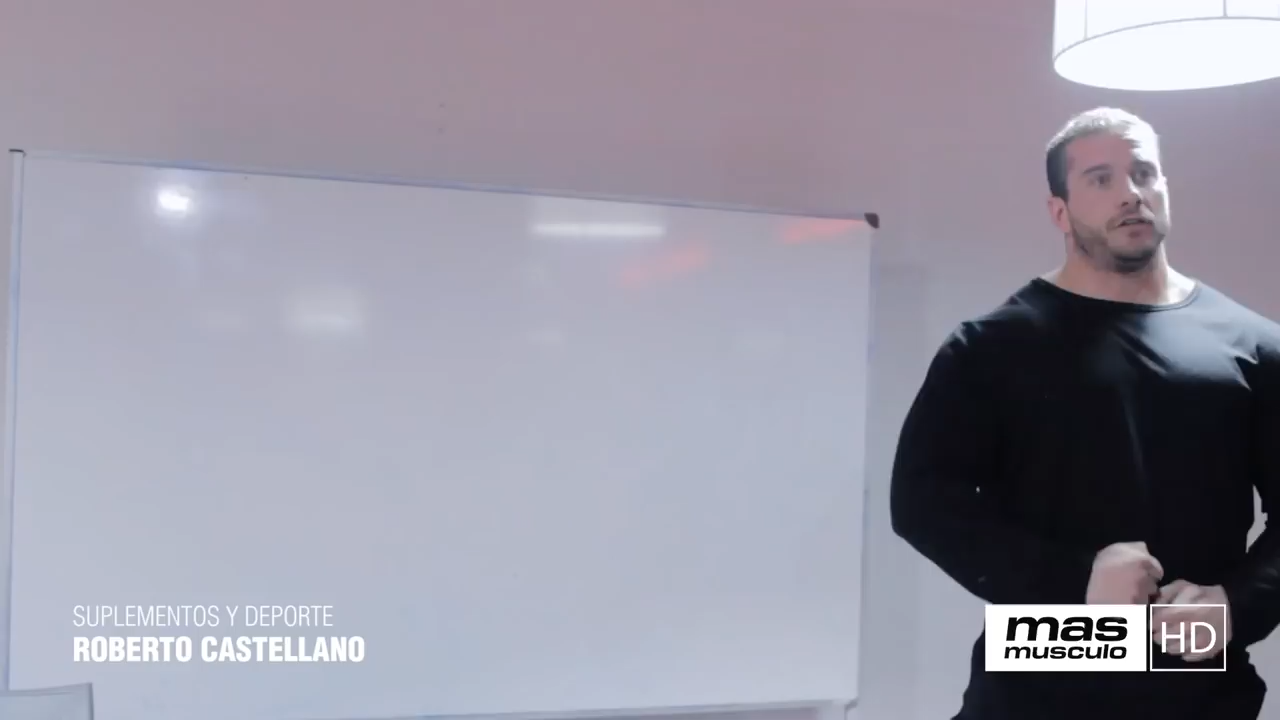 SUPLEMENTOS Y DEPORTE
ROBERTO CASTELLANO
mas
musculo
HD